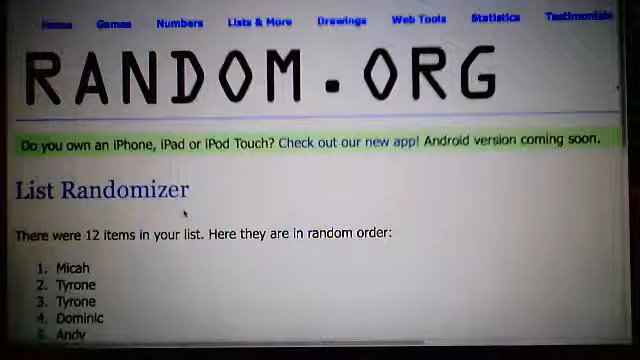 Home Games Numbers Lists & More Drawings Web Tools Statistics Testimonials
RANDOM.ORG
Do you own an iPhone, iPad or iPod Touch? Check out our new app! Android version coming soon.
List Randomizer
There were 12 items in your list. Here they are in random order:
1. Micah
2. Tyrone
3. Tyrone
4. Dominic
5. Andy